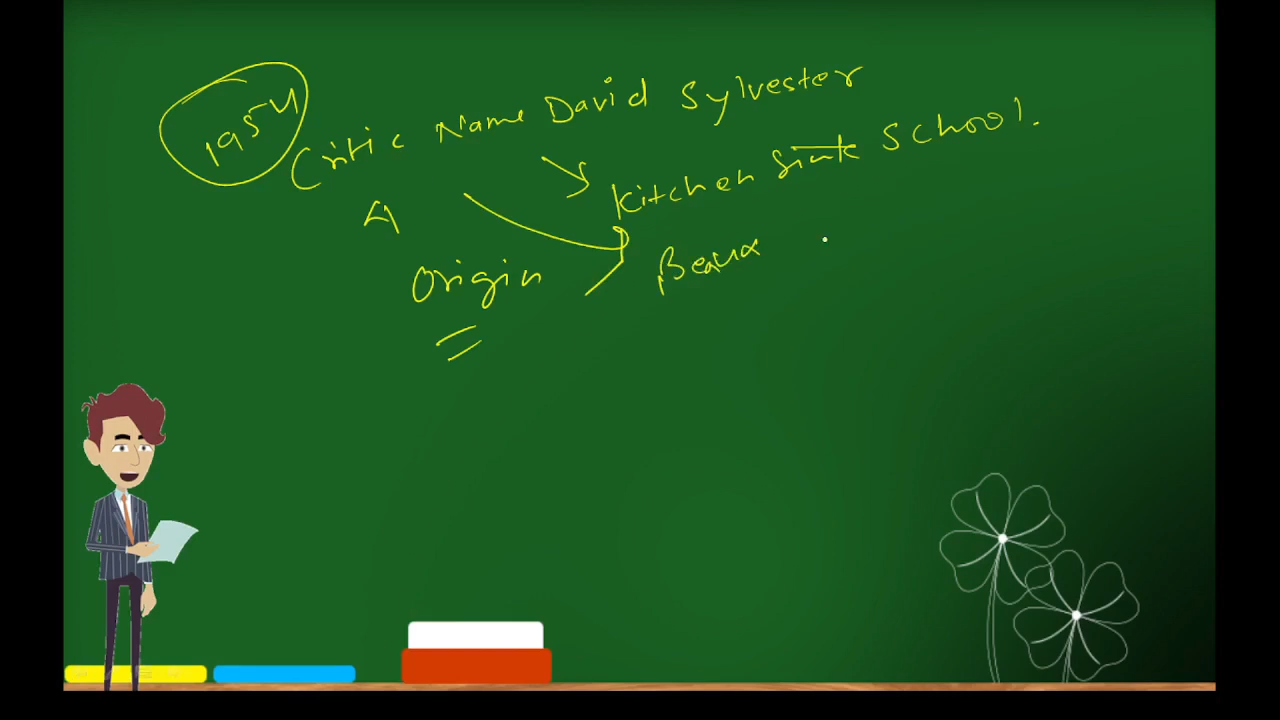 1954
Critic Name David Sylvester
Kitchen Sink School.
A
Origin
Beaux